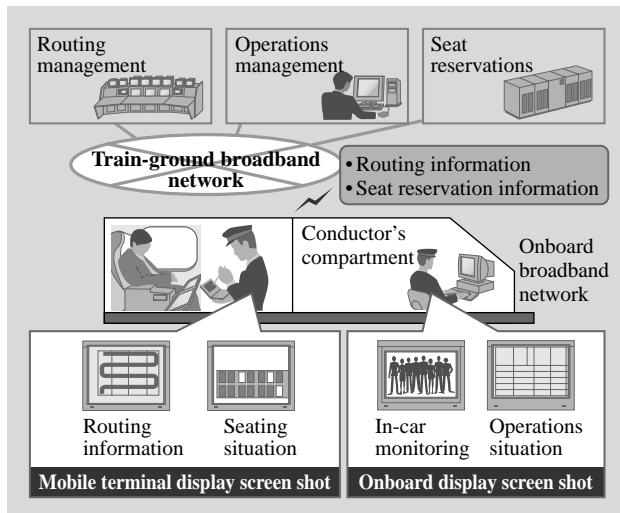 Routing
management
Operations
management
Seat
reservations
Train-ground broadband
network
• Routing information
• Seat reservation information
Conductor's
compartment
Onboard
broadband
network
Routing
information
Seating
situation
In-car
monitoring
Operations
situation
Mobile terminal display screen shot
Onboard display screen shot